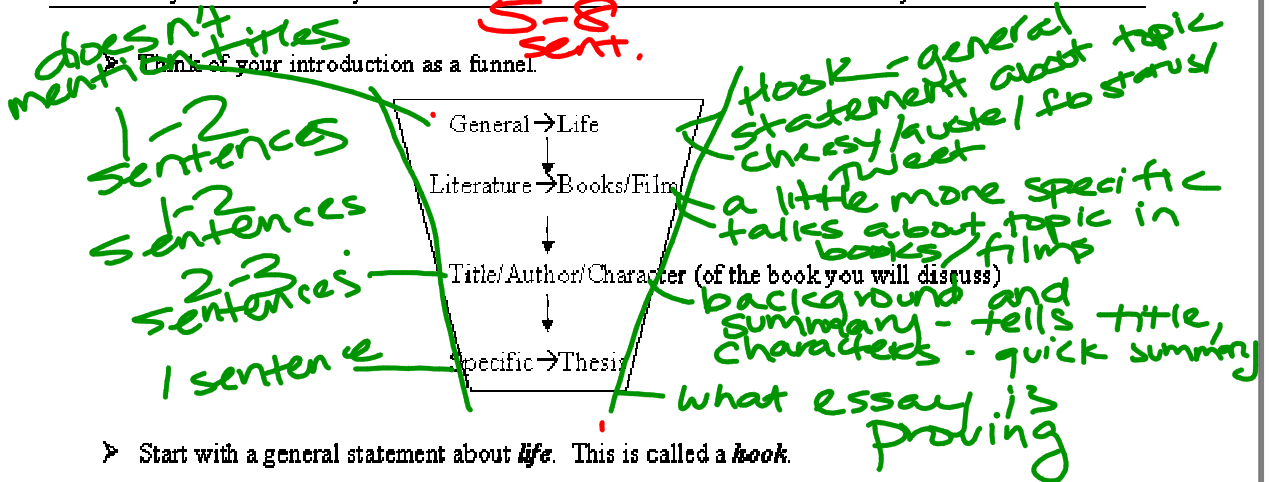 5-8
sent.
doesn't
mention titles
➤ Think of your introduction as a funnel.
Hook - general
statement about topic
cheesy/quote/fb status/
Tweet
General→Life
1-2
sentences
Literature→Books/Film
a little more specific
talks about topic in
books/films
1-2
sentences
Title/Author/Character (of the book you will discuss)
2-3
sentences
background and
summary - tells title,
characters - quick summary
Specific→Thesis
1 sentence
what essay is
proving
➤ Start with a general statement about life. This is called a hook.